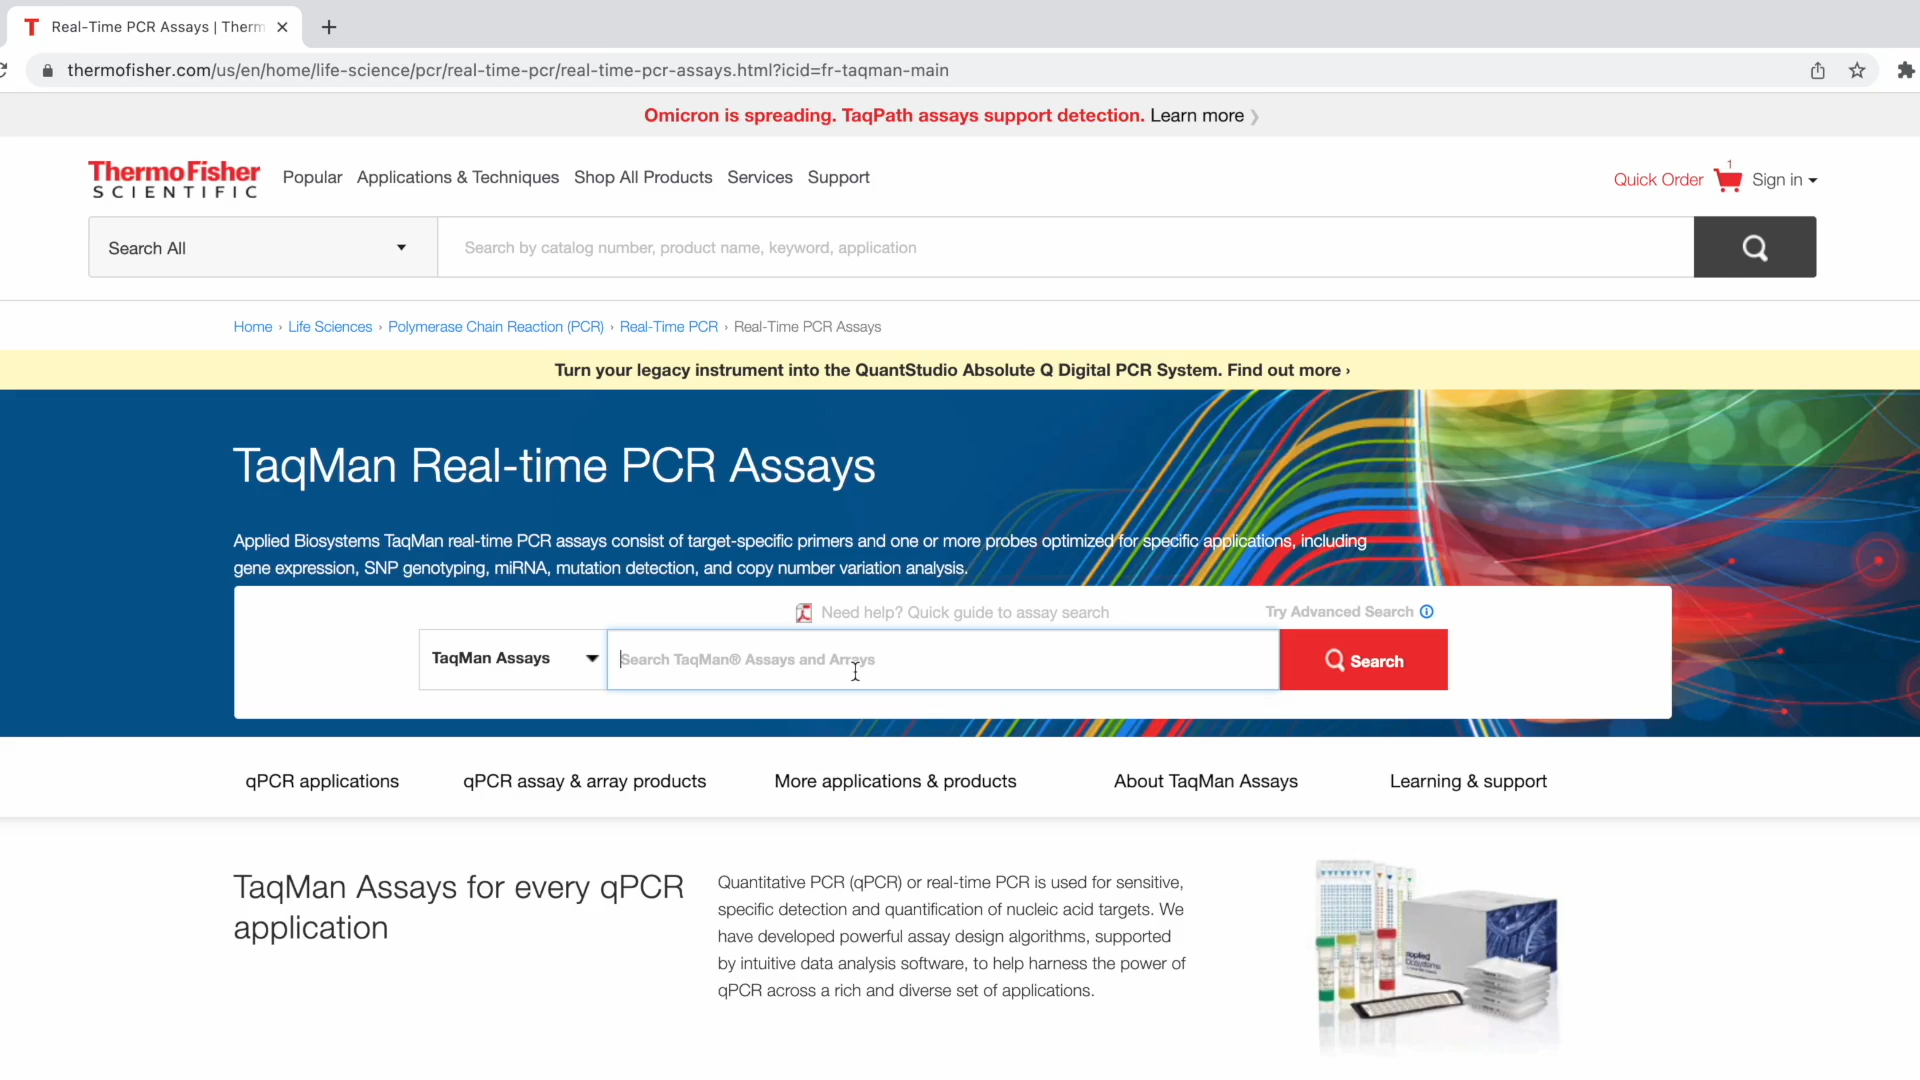 Real-Time PCR Assays | Therm
thermofisher.com/us/en/home/life-science/pcr/real-time-pcr/real-time-pcr-assays.html?icid=fr-taqman-main
Omicron is spreading. TaqPath assays support detection. Learn more
ThermoFisher
SCIENTIFIC
Popular Applications & Techniques Shop All Products Services Support
Quick Order 1 Sign in
Search All
Search by catalog number, product name, keyword, application
Home › Life Sciences › Polymerase Chain Reaction (PCR) › Real-Time PCR › Real-Time PCR Assays
Turn your legacy instrument into the QuantStudio Absolute Q Digital PCR System. Find out more ›
TaqMan Real-time PCR Assays
Applied Biosystems TaqMan real-time PCR assays consist of target-specific primers and one or more probes optimized for specific applications, including
gene expression, SNP genotyping, miRNA, mutation detection, and copy number variation analysis.
Need help? Quick guide to assay search
Try Advanced Search
TaqMan Assays
Search TaqMan® Assays and Arrays
Search
qPCR applications
qPCR assay & array products
More applications & products
About TaqMan Assays
Learning & support
TaqMan Assays for every qPCR
application
Quantitative PCR (qPCR) or real-time PCR is used for sensitive,
specific detection and quantification of nucleic acid targets. We
have developed powerful assay design algorithms, supported
by intuitive data analysis software, to help harness the power of
qPCR across a rich and diverse set of applications.
applied
biosystems